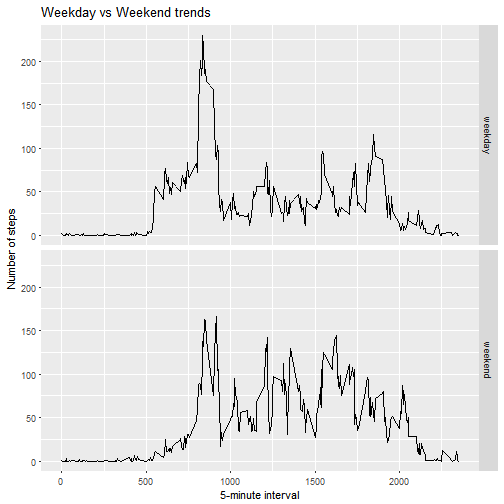 Weekday vs Weekend trends
200
150
100
50
0
weekday
Number of steps
200
150
100
50
0
weekend
0 500 1000 1500 2000
5-minute interval